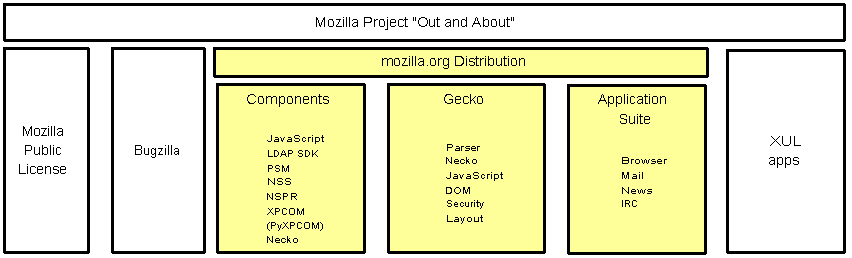 Mozilla Project "Out and About"
Mozilla
Public
License
Bugzilla
mozilla.org Distribution
Components
JavaScript
LDAP SDK
PSM
NSS
NSPR
XPCOM
(PyXPCOM)
Necko
Gecko
Parser
Necko
JavaScript
DOM
Security
Layout
Application
Suite
Browser
Mail
News
IRC
XUL
apps